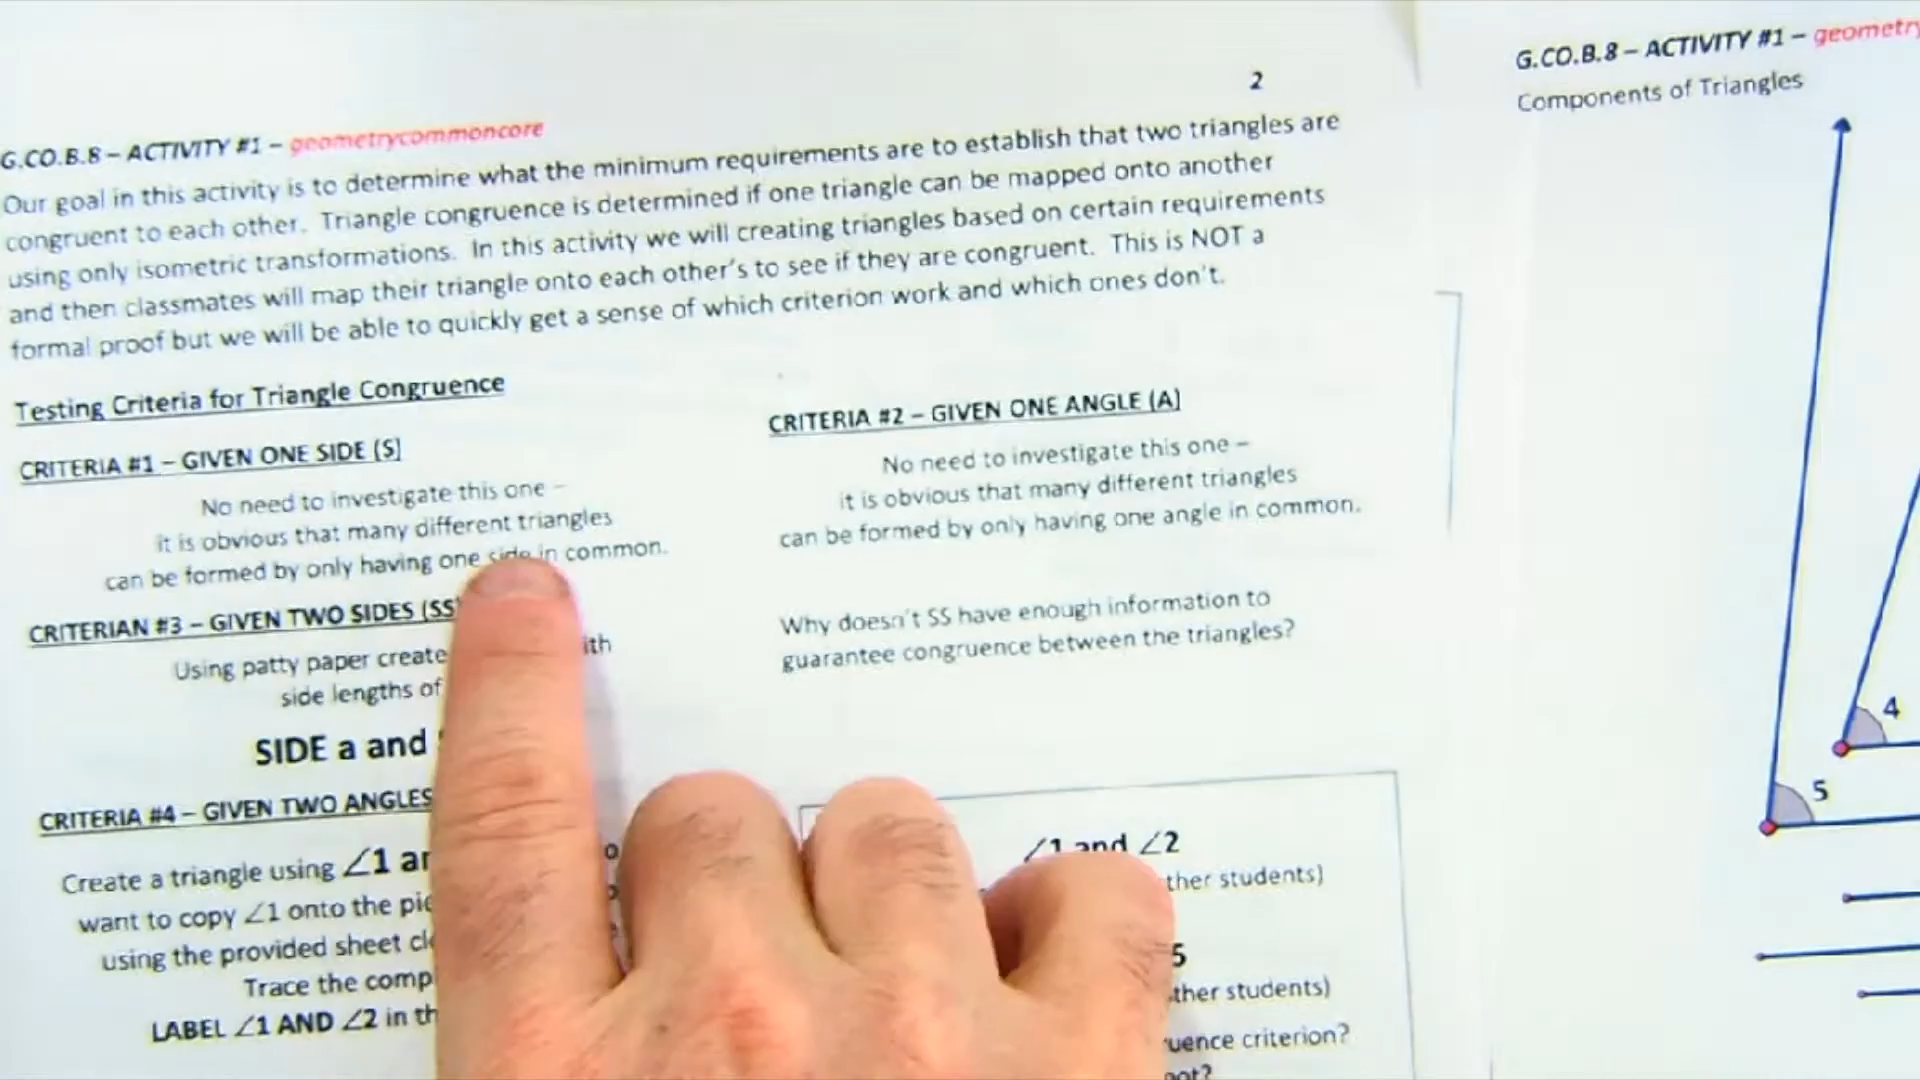 2
G.CO.B.8 – ACTIVITY #1 – geometrycommoncore
Our goal in this activity is to determine what the minimum requirements are to establish that two triangles are
congruent to each other. Triangle congruence is determined if one triangle can be mapped onto another
using only isometric transformations. In this activity we will creating triangles based on certain requirements
and then classmates will map their triangle onto each other's to see if they are congruent. This is NOT a
formal proof but we will be able to quickly get a sense of which criterion work and which ones don't.
Testing Criteria for Triangle Congruence
CRITERIA #1 – GIVEN ONE SIDE (S)
No need to investigate this one –
it is obvious that many different triangles
can be formed by only having one side in common.
CRITERIA #2 – GIVEN ONE ANGLE (A)
No need to investigate this one –
it is obvious that many different triangles
can be formed by only having one angle in common.
CRITERIAN #3 – GIVEN TWO SIDES (SS)
Using patty paper create
side lengths of
SIDE a and
Why doesn't SS have enough information to
guarantee congruence between the triangles?
CRITERIA #4 – GIVEN TWO ANGLES
Create a triangle using ∠1
want to copy ∠1 onto the
using the provided sheet
Trace the
LABEL ∠1 AND ∠2 in
∠1 and ∠2
students)
5
students)
criterion?
G.CO.B.8 – ACTIVITY #1 – geometry
Components of Triangles
4
5